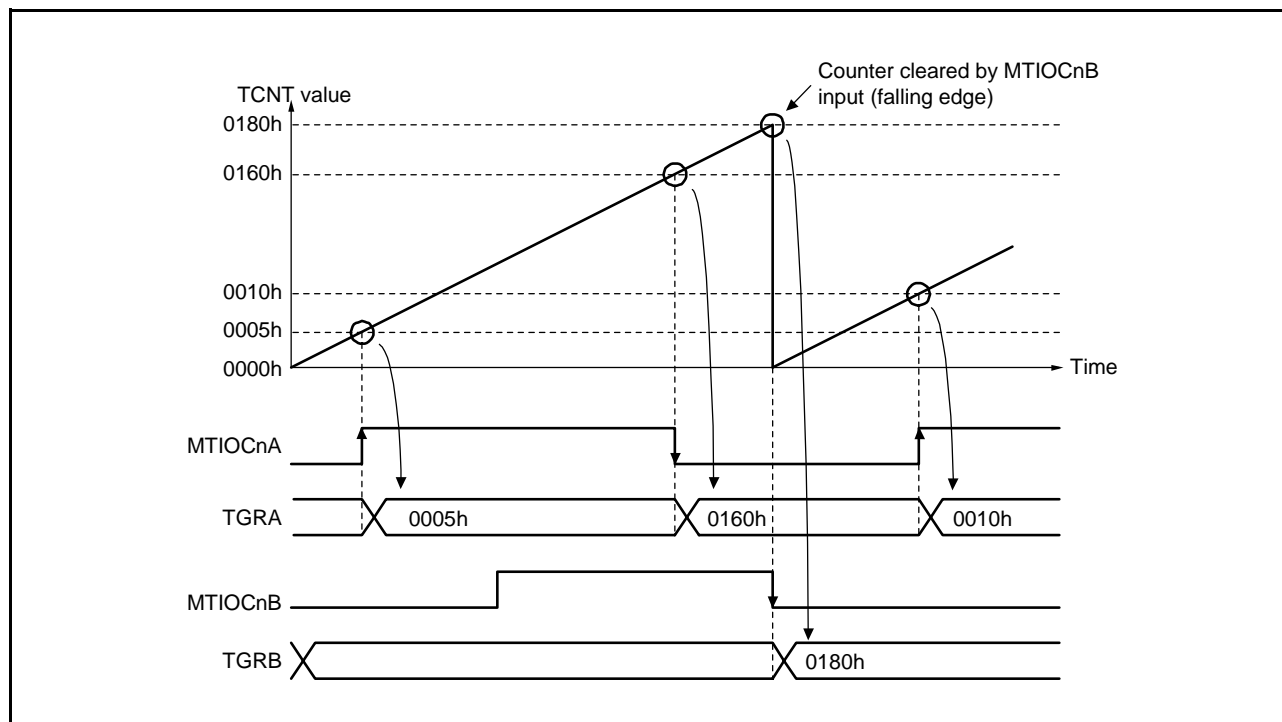 Counter cleared by MTIOCnB
input (falling edge)
TCNT value
0180h
0160h
0010h
0005h
0000h
Time
MTIOCnA
TGRA
0005h
0160h
0010h
MTIOCnB
TGRB
0180h